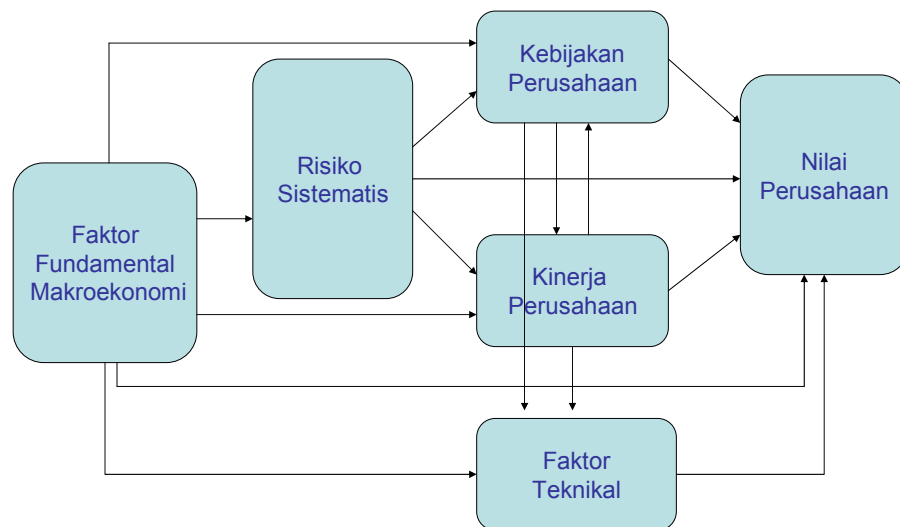 Kebijakan
Perusahaan
Risiko
Sistematis
Nilai
Perusahaan
Faktor
Fundamental
Makroekonomi
Kinerja
Perusahaan
Faktor
Teknikal